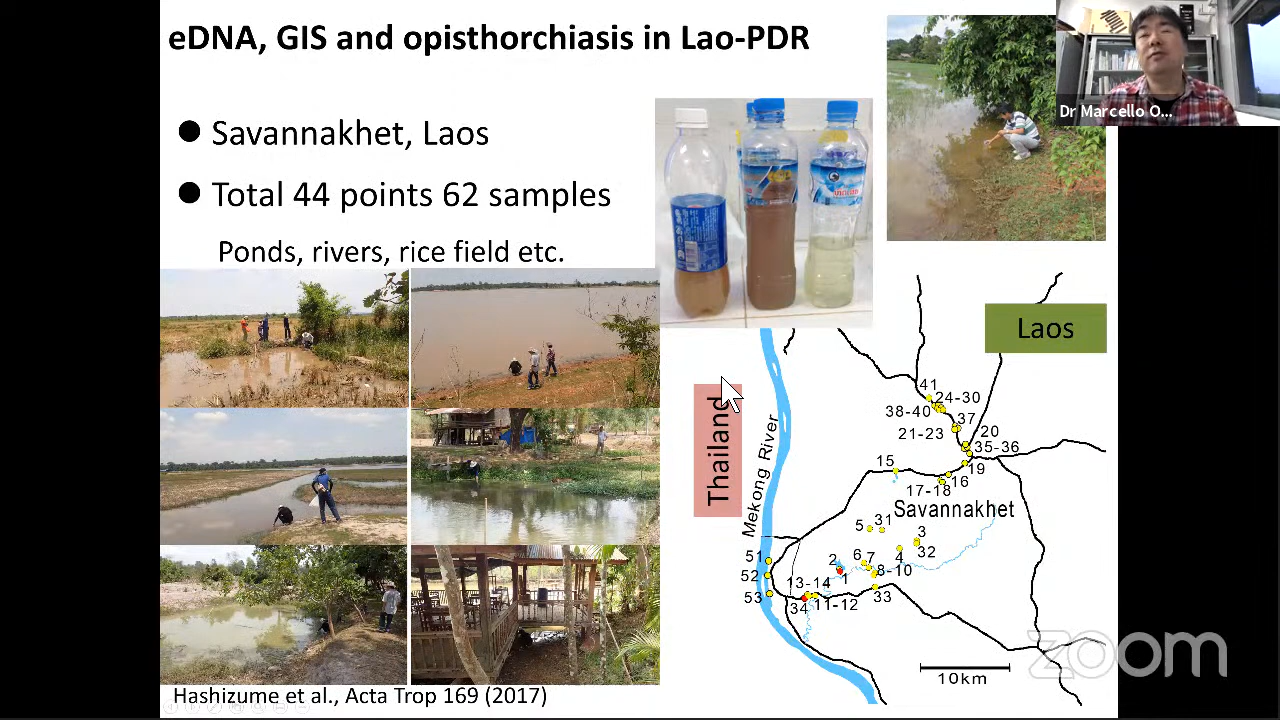 eDNA, GIS and opisthorchiasis in Lao-PDR
Dr Marcello O...
● Savannakhet, Laos
● Total 44 points 62 samples
Ponds, rivers, rice field etc.
Laos
Thailand
Mekong River
41
24-30
38-40
37
21-23
20
35-36
15
19
16
17-18
Savannakhet
5
31
3
32
51
2
6
7
4
52
1
8-10
13-14
53
34
11-12
33
10km
zoom
Hashizume et al., Acta Trop 169 (2017)